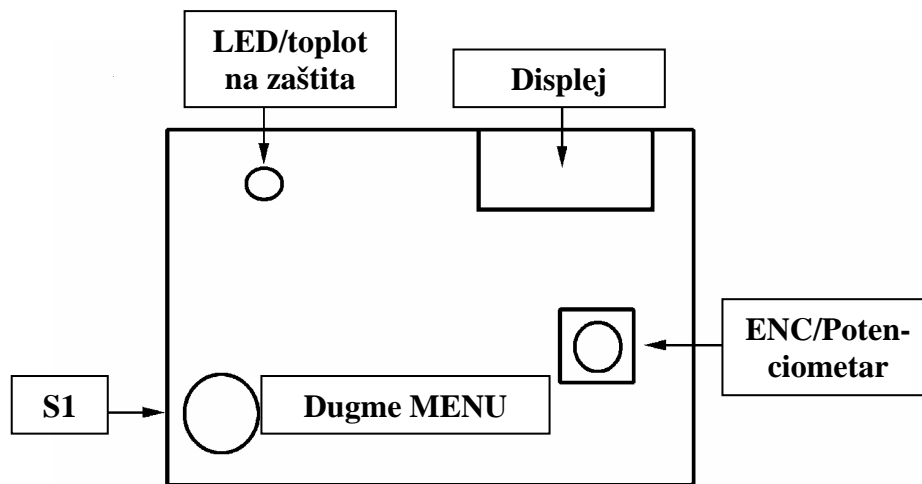 LED/toplot
na zaštita
Displej
ENC/Poten-
ciometar
S1
Dugme MENU